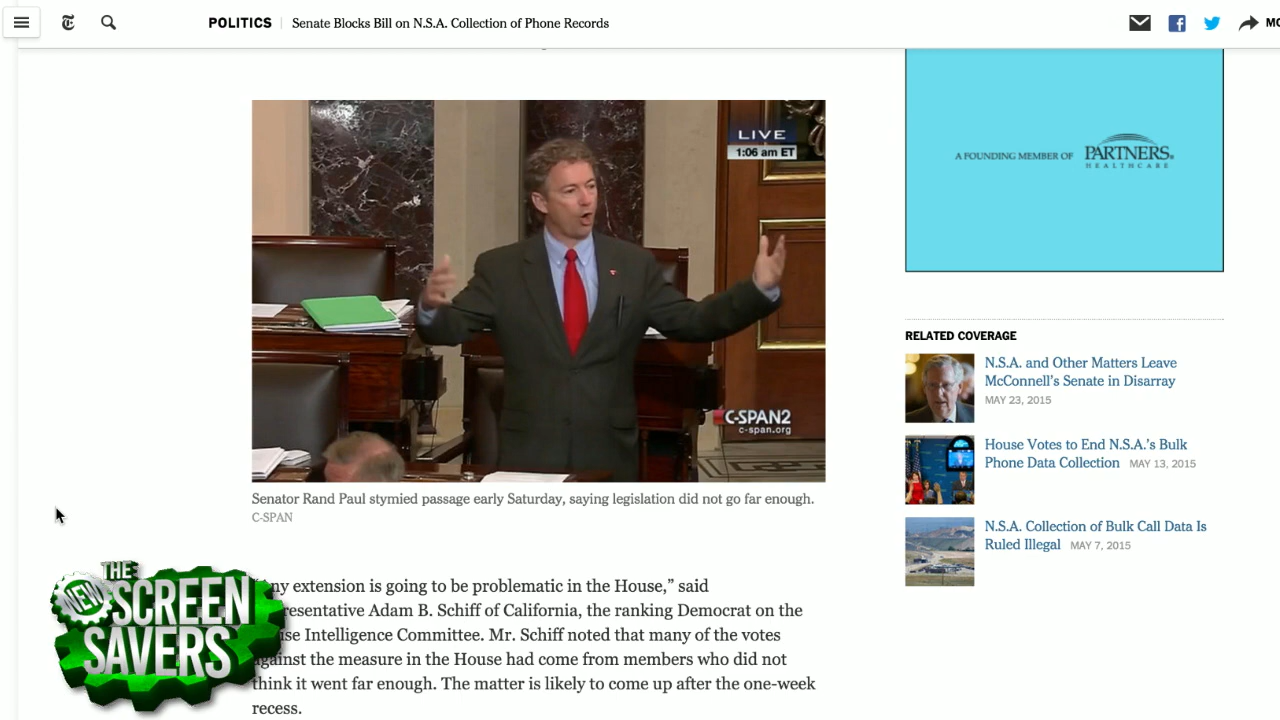 POLITICS Senate Blocks Bill on N.S.A. Collection of Phone Records
LIVE
1:06 am ET
C-SPAN2
c-span.org
Senator Rand Paul stymied passage early Saturday, saying legislation did not go far enough.
C-SPAN
ny extension is going to be problematic in the House,” said
resentative Adam B. Schiff of California, the ranking Democrat on the
se Intelligence Committee. Mr. Schiff noted that many of the votes
against the measure in the House had come from members who did not
think it went far enough. The matter is likely to come up after the one-week
recess.
A FOUNDING MEMBER OF PARTNERS
HEALTHCARE
RELATED COVERAGE
N.S.A. and Other Matters Leave
McConnell’s Senate in Disarray
MAY 23, 2015
House Votes to End N.S.A.’s Bulk
Phone Data Collection MAY 13, 2015
N.S.A. Collection of Bulk Call Data Is
Ruled Illegal MAY 7, 2015
THE
NEW
SCREEN
SAVERS